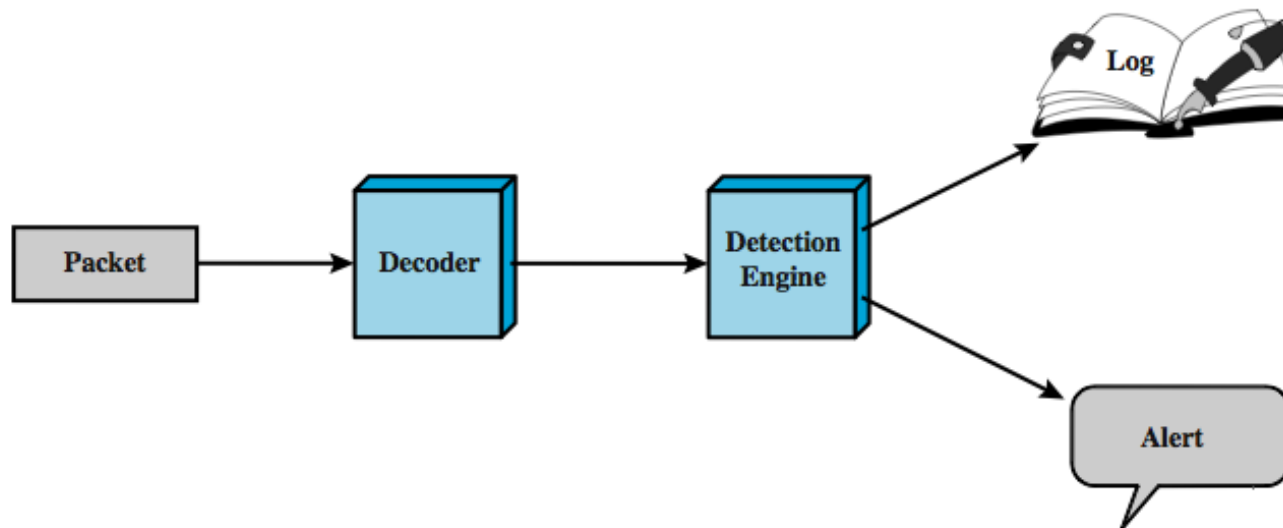 Log
Packet
Decoder
Detection
Engine
Alert